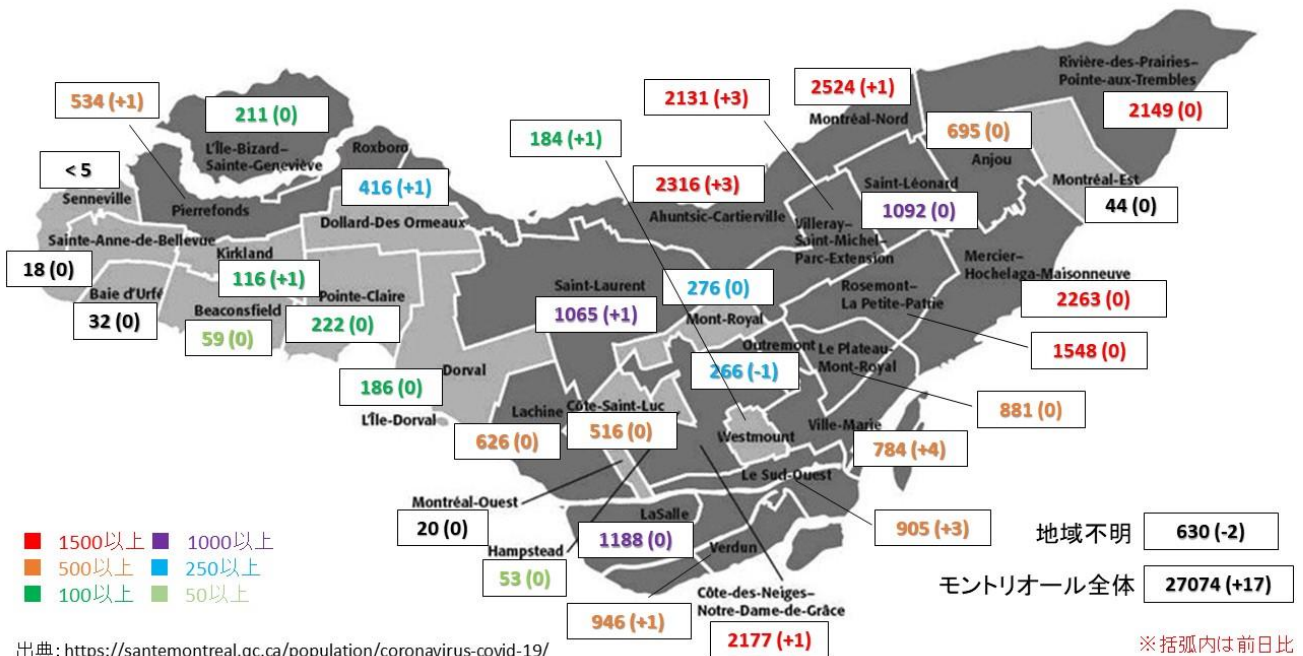 534 (+1)
211 (0)
L'Île-Bizard–
Sainte-Geneviève
Roxboro
< 5
Senneville
Pierrefonds
416 (+1)
Dollard-Des Ormeaux
Sainte-Anne-de-Bellevue
18 (0)
Kirkland
116 (+1)
Baie d'Urfé
32 (0)
Beaconsfield
59 (0)
Pointe-Claire
222 (0)
186 (0)
Dorval
L'Île-Dorval
184 (+1)
2131 (+3)
2524 (+1)
Montréal-Nord
Rivière-des-Prairies–
Pointe-aux-Trembles
2149 (0)
695 (0)
Anjou
Montréal-Est
44 (0)
2316 (+3)
Ahuntsic-Cartierville
Saint-Léonard
1092 (0)
Villeray–
Saint-Michel–
Parc-Extension
Mercier–
Hochelaga-Maisonneuve
2263 (0)
Saint-Laurent
1065 (+1)
276 (0)
Mont-Royal
Rosemont–
La Petite-Patrie
1548 (0)
Outremont
266 (-1)
Le Plateau-
Mont-Royal
881 (0)
Lachine
626 (0)
Côte-Saint-Luc
516 (0)
Westmount
Ville-Marie
784 (+4)
Le Sud-Ouest
905 (+3)
Montréal-Ouest
20 (0)
Hampstead
53 (0)
LaSalle
1188 (0)
Verdun
946 (+1)
Côte-des-Neiges–
Notre-Dame-de-Grâce
2177 (+1)
1500以上 1000以上
500以上 250以上
100以上 50以上
地域不明 630 (-2)
モントリオール全体 27074 (+17)
出典: https://santemontreal.qc.ca/population/coronavirus-covid-19/
※括弧内は前日比